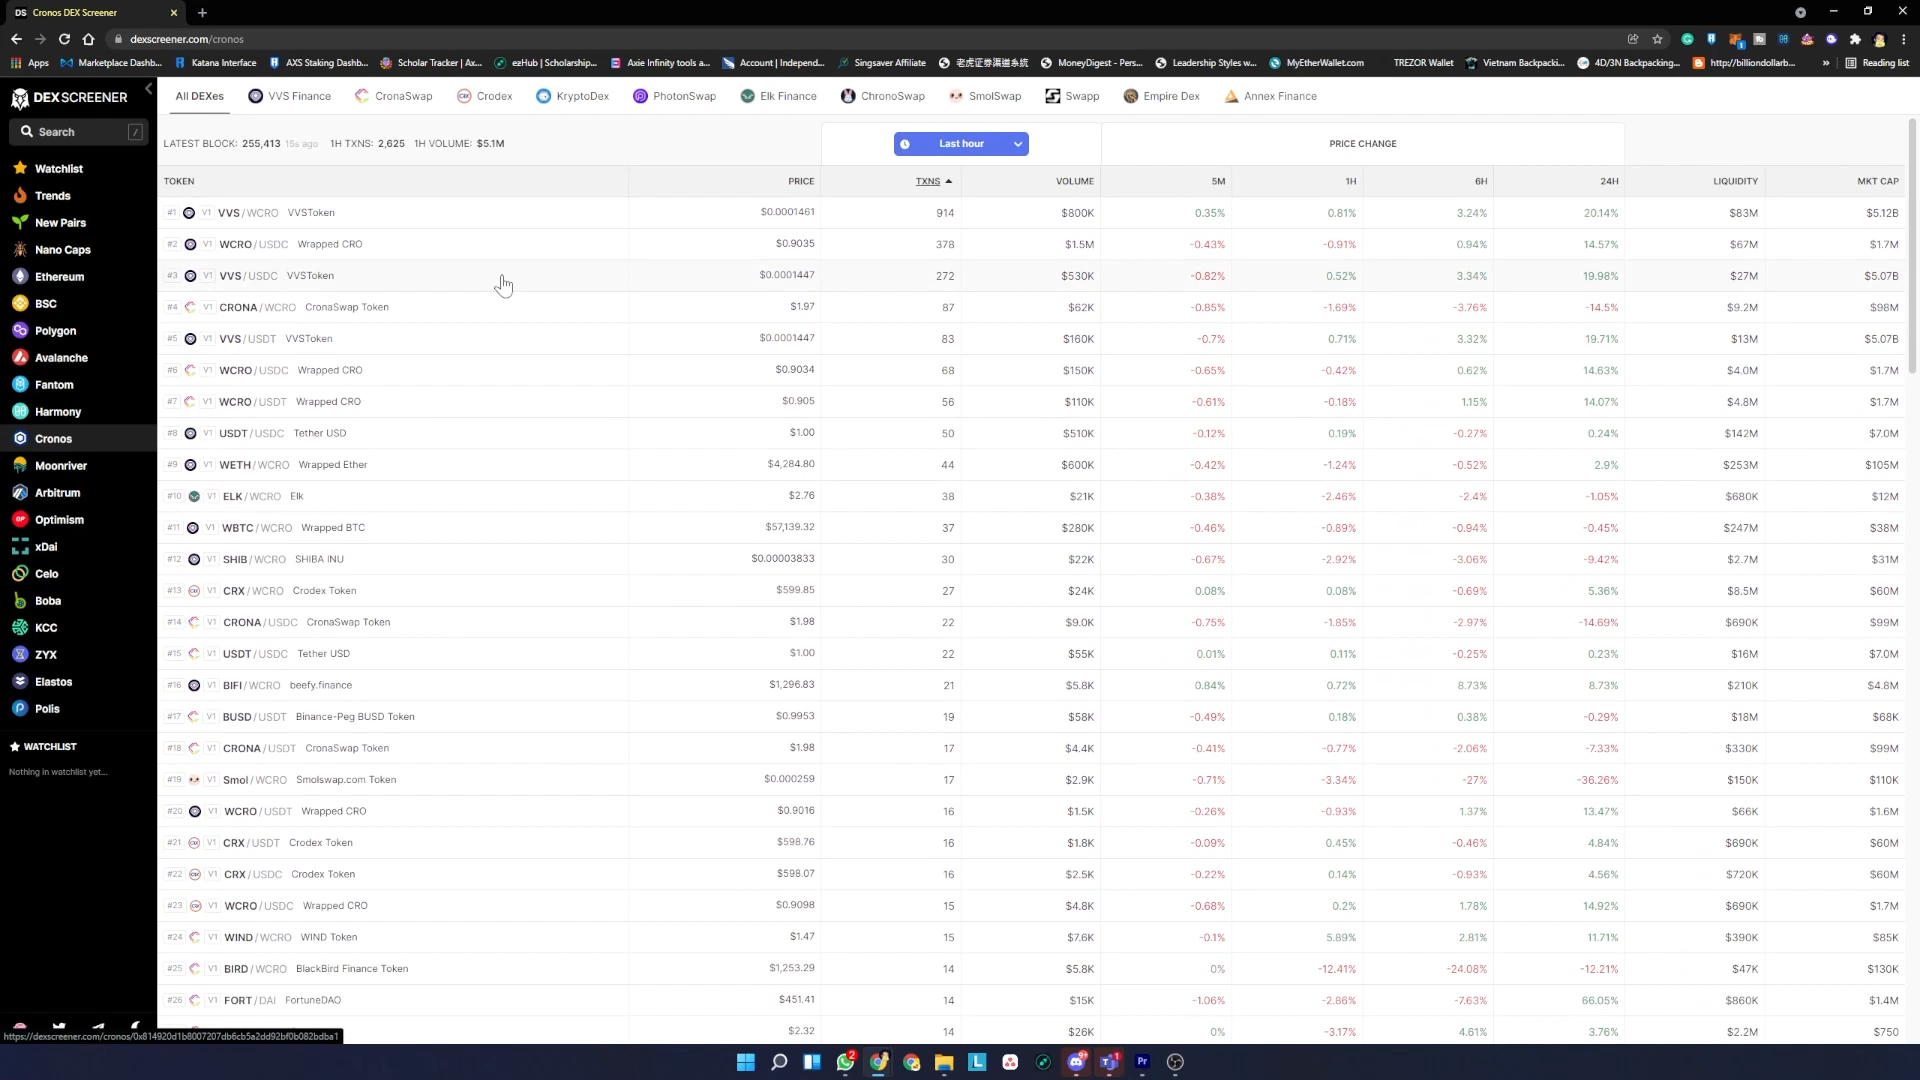 Cronos DEX Screener
dexscreener.com/cronos
Apps Marketplace Dashb... Katana Interface AXS Staking Dashb... Scholar Tracker | Ax... ezHub | Scholarship... Axie Infinity tools a... Account | Independ... Singsaver Affiliate 老虎证券渠道系统 MoneyDigest - Pers... Leadership Styles w... MyEtherWallet.com TREZOR Wallet Vietnam Backpacki... 4D/3N Backpacking... http://billiondollarb... » Reading list
DEX SCREENER
Search /
Watchlist
Trends
New Pairs
Nano Caps
Ethereum
BSC
Polygon
Avalanche
Fantom
Harmony
Cronos
Moonriver
Arbitrum
Optimism
xDai
Celo
Boba
KCC
ZYX
Elastos
Polis
WATCHLIST
Nothing in watchlist yet...
All DEXes VVS Finance CronaSwap Crodex KryptoDex PhotonSwap Elk Finance ChronoSwap SmolSwap Swapp Empire Dex Annex Finance
LATEST BLOCK: 255,413 15s ago 1H TXNS: 2,625 1H VOLUME: $5.1M Last hour PRICE CHANGE
TOKEN PRICE TXNS VOLUME 5M 1H 6H 24H LIQUIDITY MKT CAP
#1 V1 VVS/WCRO VVSToken $0.0001461 914 $800K 0.35% 0.81% 3.24% 20.14% $83M $5.12B
#2 V1 WCRO/USDC Wrapped CRO $0.9035 378 $1.5M -0.43% -0.91% 0.94% 14.57% $67M $1.7M
#3 V1 VVS/USDC VVSToken $0.0001447 272 $530K -0.82% 0.52% 3.34% 19.98% $27M $5.07B
#4 V1 CRONA/WCRO CronaSwap Token $1.97 87 $62K -0.85% -1.69% -3.76% -14.5% $9.2M $98M
#5 V1 VVS/USDT VVSToken $0.0001447 83 $160K -0.7% 0.71% 3.32% 19.71% $13M $5.07B
#6 V1 WCRO/USDC Wrapped CRO $0.9034 68 $150K -0.65% -0.42% 0.62% 14.63% $4.0M $1.7M
#7 V1 WCRO/USDT Wrapped CRO $0.905 56 $110K -0.61% -0.18% 1.15% 14.07% $4.8M $1.7M
#8 V1 USDT/USDC Tether USD $1.00 50 $510K -0.12% 0.19% -0.27% 0.24% $142M $7.0M
#9 V1 WETH/WCRO Wrapped Ether $4,284.80 44 $600K -0.42% -1.24% -0.52% 2.9% $253M $105M
#10 V1 ELK/WCRO Elk $2.76 38 $21K -0.38% -2.46% -2.4% -1.05% $680K $12M
#11 V1 WBTC/WCRO Wrapped BTC $57,139.32 37 $280K -0.46% -0.89% -0.94% -0.45% $247M $38M
#12 V1 SHIB/WCRO SHIBA INU $0.00003833 30 $22K -0.67% -2.92% -3.06% -9.42% $2.7M $31M
#13 V1 CRX/WCRO Crodex Token $599.85 27 $24K 0.08% 0.08% -0.69% 5.36% $8.5M $60M
#14 V1 CRONA/USDC CronaSwap Token $1.98 22 $9.0K -0.75% -1.85% -2.97% -14.69% $690K $99M
#15 V1 USDT/USDC Tether USD $1.00 22 $55K 0.01% 0.11% -0.25% 0.23% $16M $7.0M
#16 V1 BIFI/WCRO beefy.finance $1,296.83 21 $5.8K 0.84% 0.72% 8.73% 8.73% $210K $4.8M
#17 V1 BUSD/USDT Binance-Peg BUSD Token $0.9953 19 $58K -0.49% 0.18% 0.38% -0.29% $18M $68K
#18 V1 CRONA/USDT CronaSwap Token $1.98 17 $4.4K -0.41% -0.77% -2.06% -7.33% $330K $99M
#19 V1 Smol/WCRO Smolswap.com Token $0.000259 17 $2.9K -0.71% -3.34% -27% -36.26% $150K $110K
#20 V1 WCRO/USDT Wrapped CRO $0.9016 16 $1.5K -0.26% -0.93% 1.37% 13.47% $66K $1.6M
#21 V1 CRX/USDT Crodex Token $598.76 16 $1.8K -0.09% 0.45% -0.46% 4.84% $690K $60M
#22 V1 CRX/USDC Crodex Token $598.07 16 $2.5K -0.22% 0.14% -0.93% 4.56% $720K $60M
#23 V1 WCRO/USDC Wrapped CRO $0.9098 15 $4.8K -0.68% 0.2% 1.78% 14.92% $690K $1.7M
#24 V1 WIND/WCRO WIND Token $1.47 15 $7.6K -0.1% 5.89% 2.81% 11.71% $390K $85K
#25 V1 BIRD/WCRO BlackBird Finance Token $1,253.29 14 $5.8K 0% -12.41% -24.08% -12.21% $47K $130K
#26 V1 FORT/DAI FortuneDAO $451.41 14 $15K -1.06% -2.86% -7.63% 66.05% $860K $1.4M
$2.32 14 $26K 0% -3.17% 4.61% 3.76% $2.2M $750
https://dexscreener.com/cronos/0x814920d1b8007207db6cb5a2dd92bf0b082bdba1